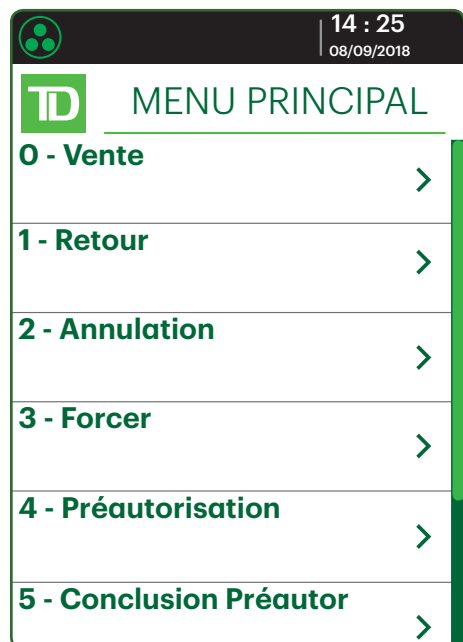 14 : 25
08/09/2018
TD
MENU PRINCIPAL
0 - Vente
1 - Retour
2 - Annulation
3 - Forcer
4 - Préautorisation
5 - Conclusion Préautor